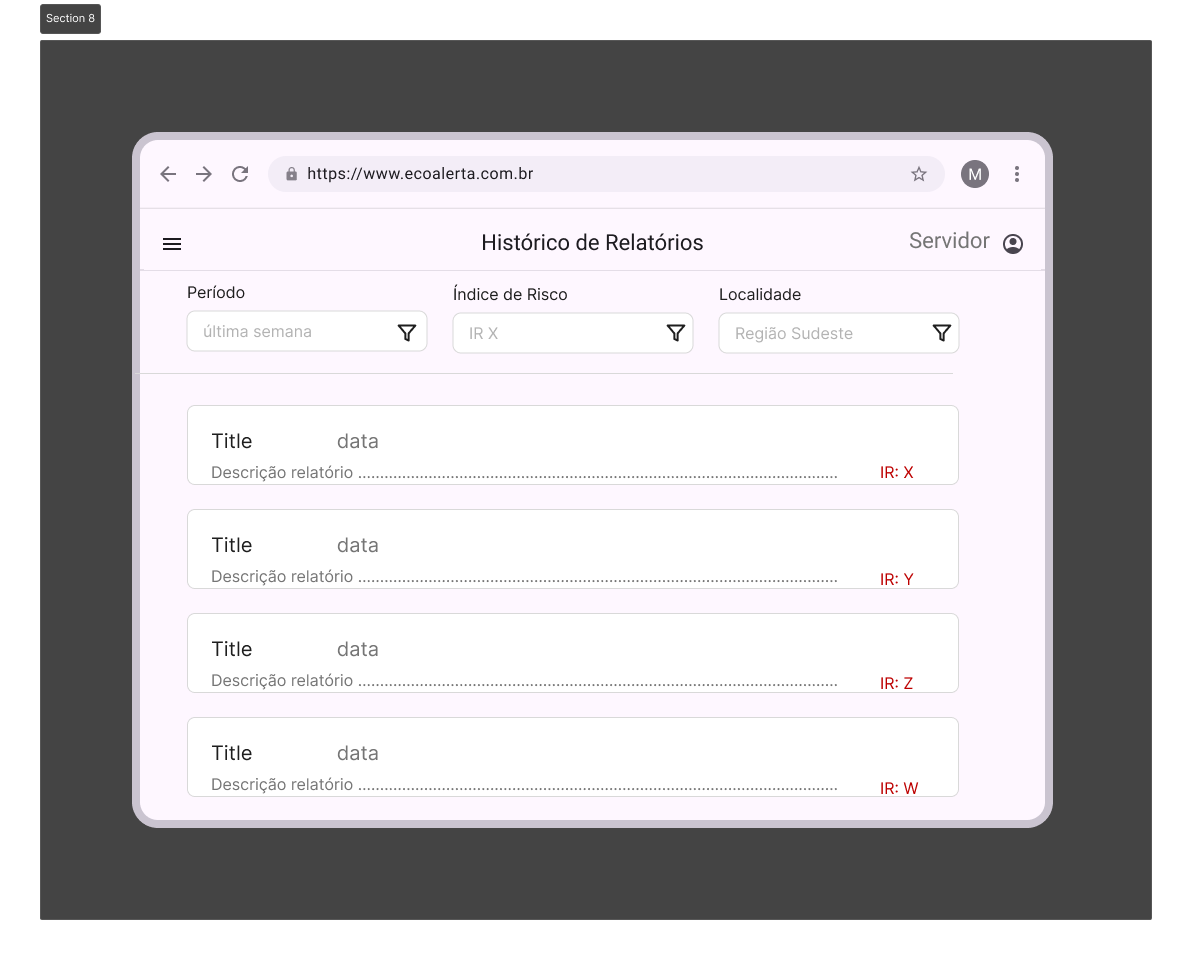 Section 8
https://www.ecoalerta.com.br
M
Histórico de Relatórios
Servidor
Período
Índice de Risco
Localidade
última semana
IR X
Região Sudeste
Title data
Descrição relatório ............................................................................................................. IR: X
Title data
Descrição relatório ............................................................................................................. IR: Y
Title data
Descrição relatório ............................................................................................................. IR: Z
Title data
Descrição relatório ............................................................................................................. IR: W